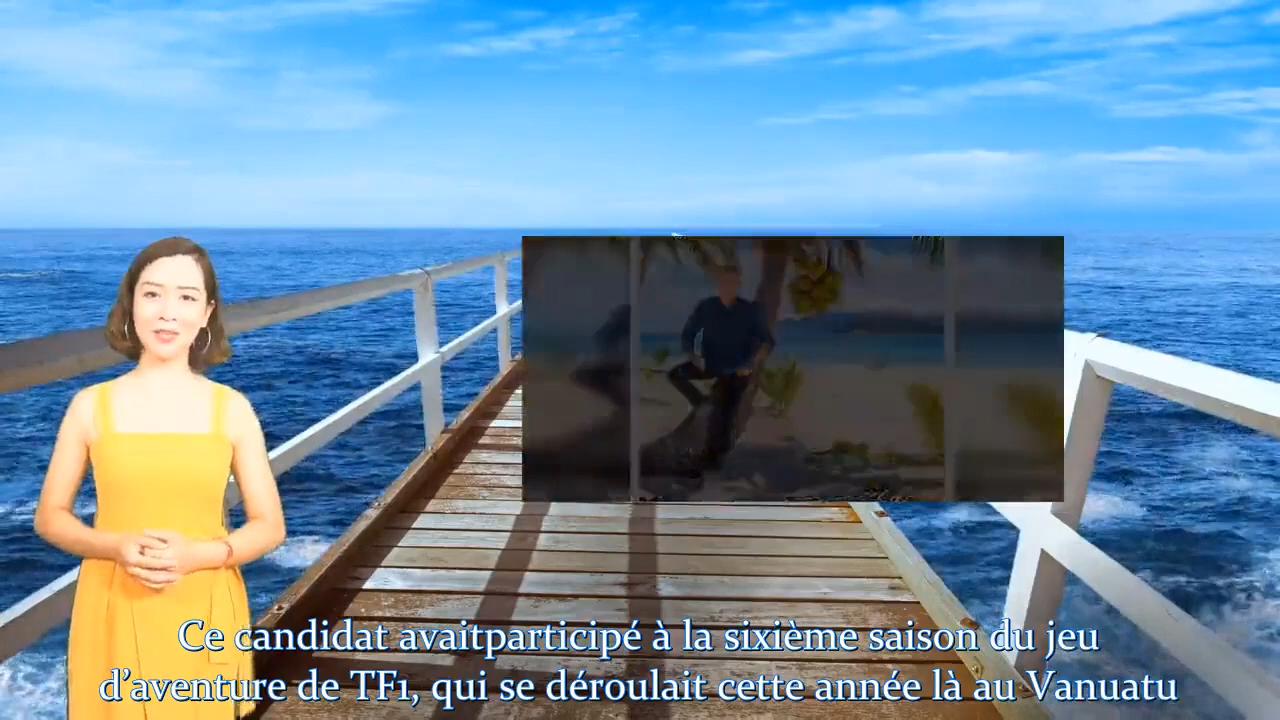 Ce candidat avaitparticipé à la sixième saison du jeu
d’aventure de TF1, qui se déroulait cette année là au Vanuatu